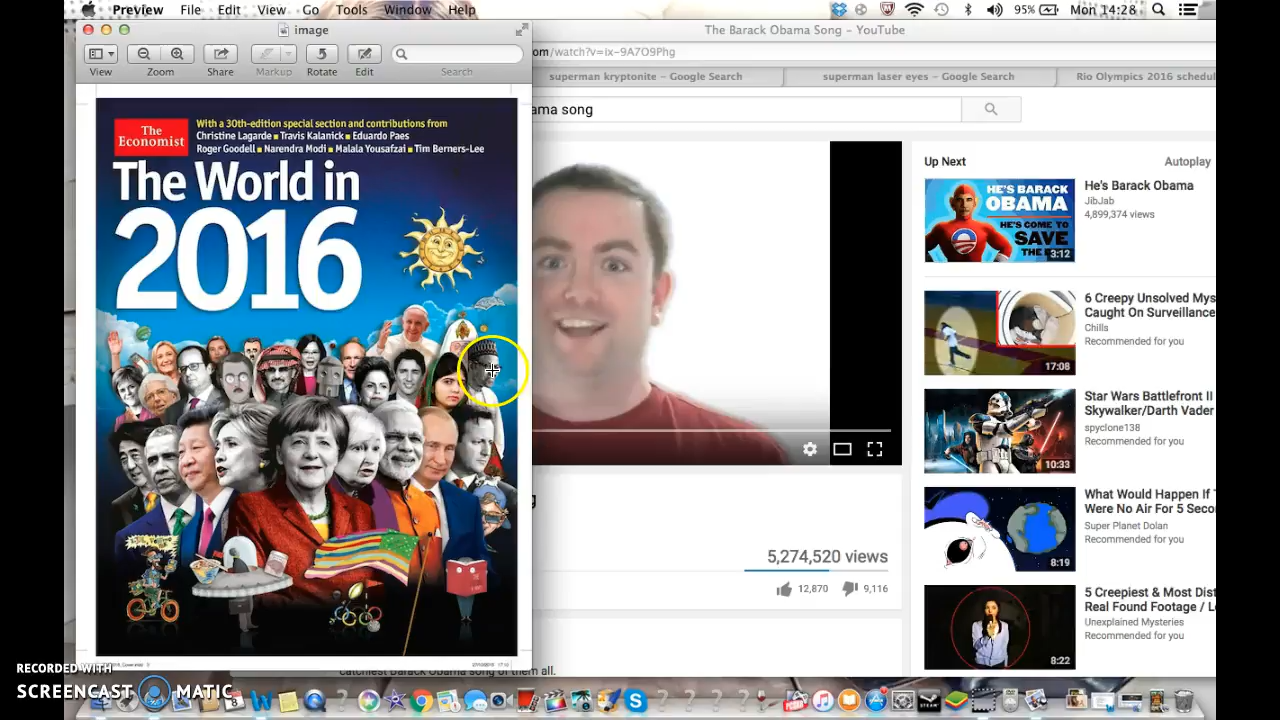 Preview File Edit View Go Tools Window Help
95% Mon 14:28
image
The Barack Obama Song – YouTube
om/watch?v=ix-9A7O9Phg
View Zoom Share Markup Rotate Edit Search
superman kryptonite – Google Search
superman laser eyes – Google Search
Rio Olympics 2016 schedul
ama song
The
Economist
With a 30th-edition special section and contributions from
Christine Lagarde Travis Kalanick Eduardo Paes
Roger Goodell Narendra Modi Malala Yousafzai Tim Berners-Lee
The World in
2016
Up Next
Autoplay
HE'S BARACK
OBAMA
HE'S COME TO
SAVE
THE
3:12
He's Barack Obama
JibJab
4,899,374 views
6 Creepy Unsolved Mys
Caught On Surveillance
Chills
Recommended for you
17:08
Star Wars Battlefront II
Skywalker/Darth Vader
spyclone138
Recommended for you
10:33
What Would Happen If T
Were No Air For 5 Secon
Super Planet Dolan
Recommended for you
8:19
5 Creepiest & Most Dist
Real Found Footage / L
Unexplained Mysteries
Recommended for you
8:22
g
5,274,520 views
12,870 9,116
Catchiest Barack Obama song of them all.
RECORDED WITH
SCREENCAST MATIC